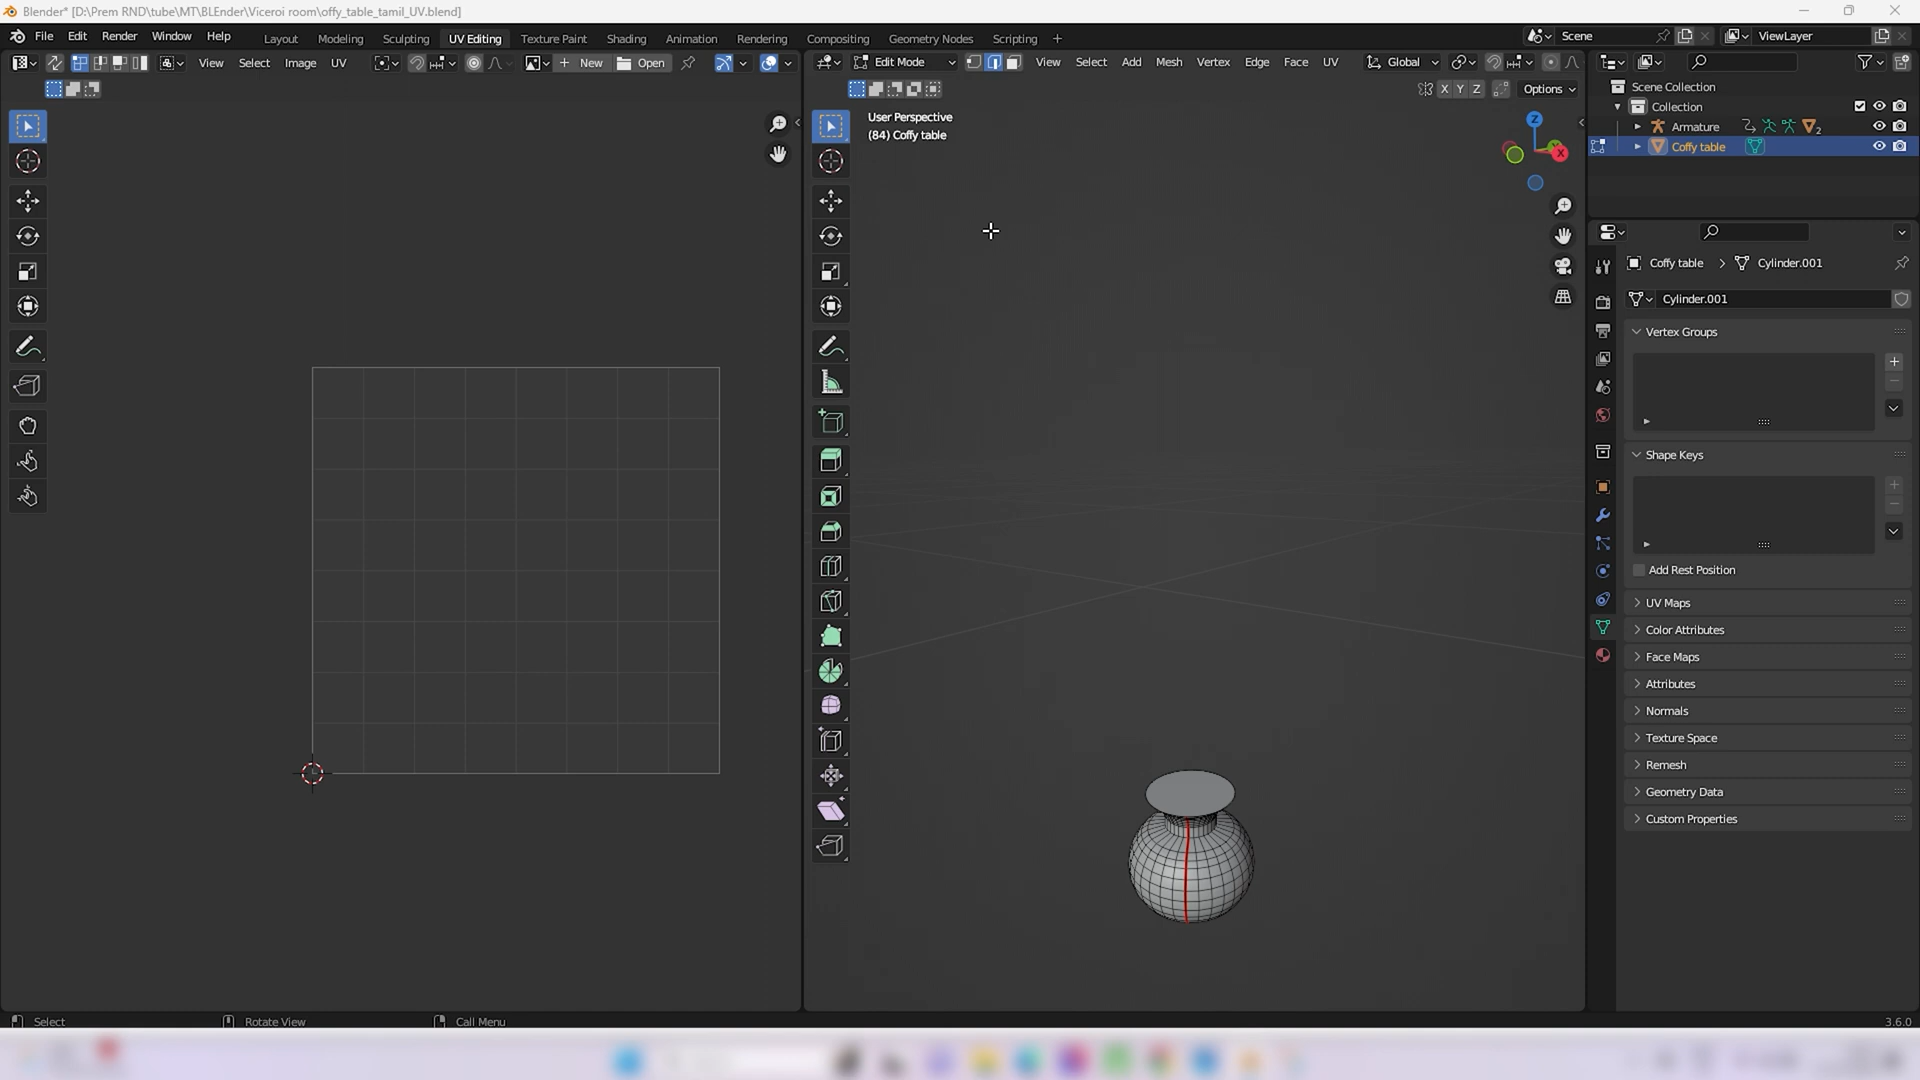 Blender* [D:\Prem RND\tube\MT\BLEnder\Viceroi room\offy_table_tamil_UV.blend]
File Edit Render Window Help Layout Modeling Sculpting UV Editing Texture Paint Shading Animation Rendering Compositing Geometry Nodes Scripting + Scene ViewLayer
View Select Image UV New Open Edit Mode View Select Add Mesh Vertex Edge Face UV Global
X Y Z Options
User Perspective
(84) Coffy table
Z
X
Scene Collection
Collection
Armature 2
Coffy table
Coffy table > Cylinder.001
Cylinder.001
Vertex Groups
Shape Keys
Add Rest Position
UV Maps
Color Attributes
Face Maps
Attributes
Normals
Texture Space
Remesh
Geometry Data
Custom Properties
Select Rotate View Call Menu 3.6.0